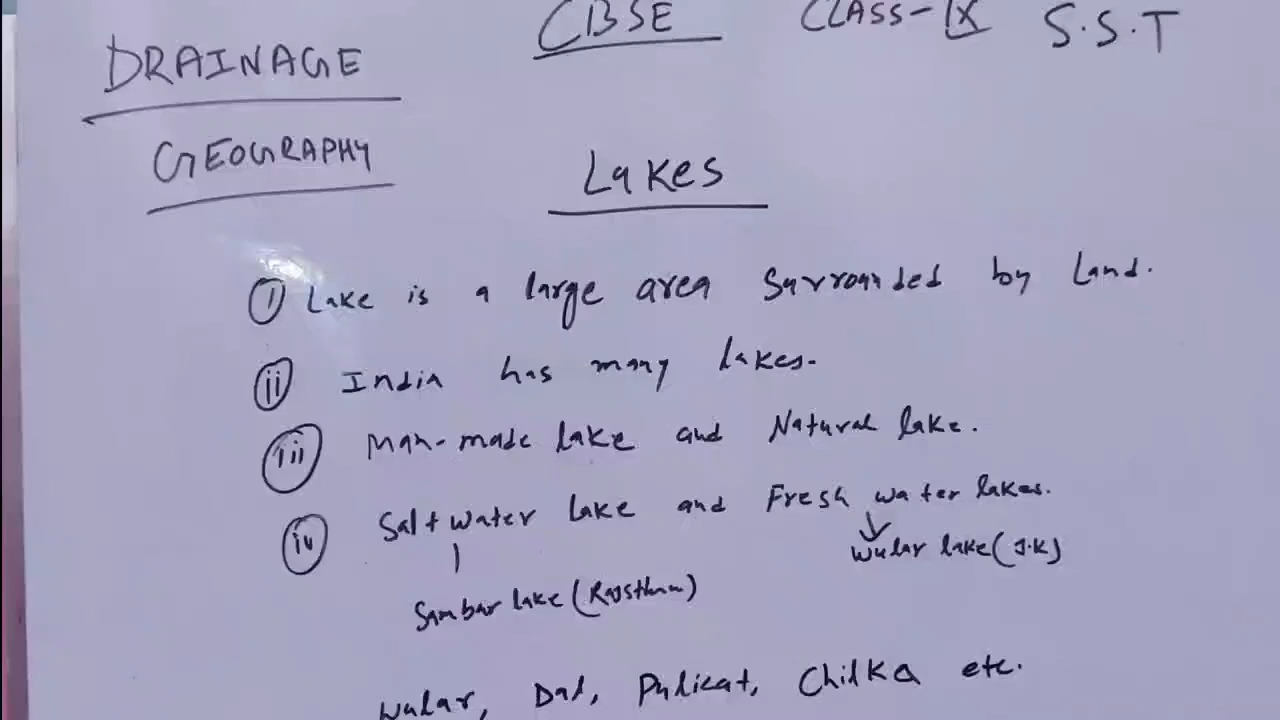 CBSE CLASS-IX S.S.T
DRAINAGE
GEOGRAPHY
Lakes
i Lake is a large area surrounded by Land.
ii India has many lakes.
iii Man-made lake and Natural lake.
iv Salt water lake and Fresh water lakes.
Wular lake (J.K)
Sambar lake (Rajsthan)
Wular, Dal, Pulicat, Chilka etc.